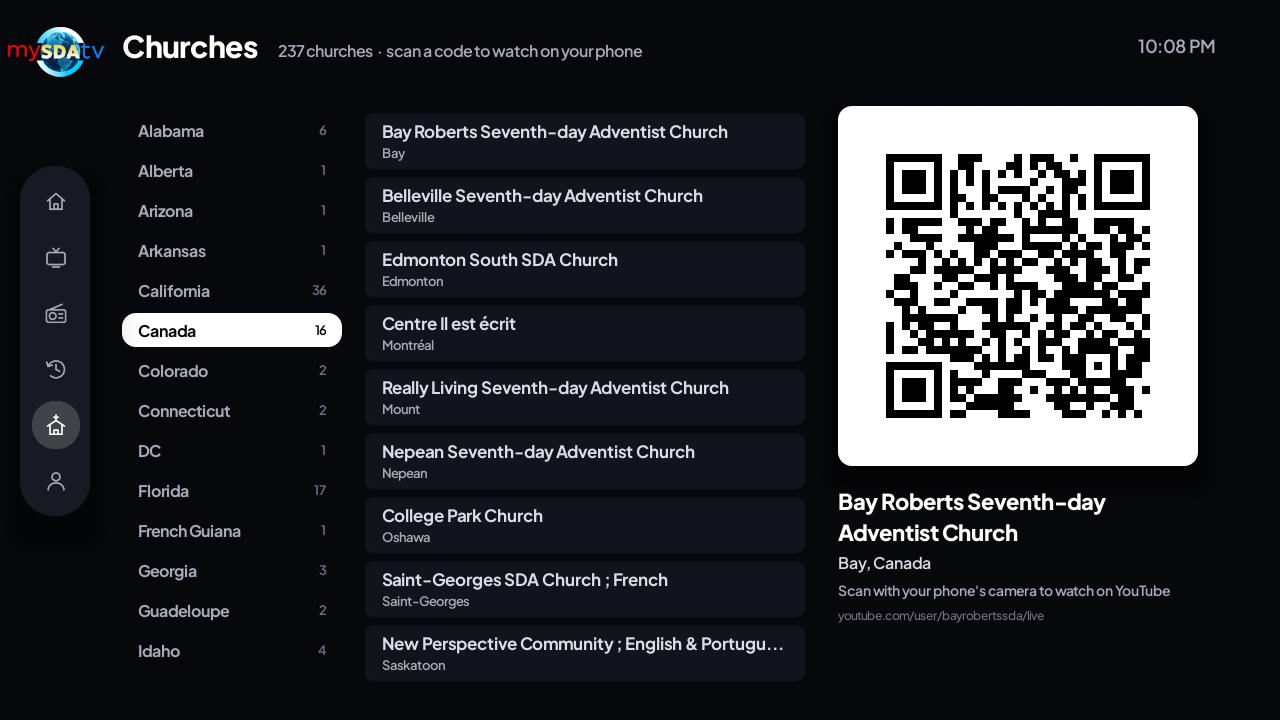 mySDAtv
Churches
237 churches · scan a code to watch on your phone
10:08 PM
Alabama 6
Alberta 1
Arizona 1
Arkansas 1
California 36
Canada 16
Colorado 2
Connecticut 2
DC 1
Florida 17
French Guiana 1
Georgia 3
Guadeloupe 2
Idaho 4
Bay Roberts Seventh-day Adventist Church
Bay
Belleville Seventh-day Adventist Church
Belleville
Edmonton South SDA Church
Edmonton
Centre Il est écrit
Montréal
Really Living Seventh-day Adventist Church
Mount
Nepean Seventh-day Adventist Church
Nepean
College Park Church
Oshawa
Saint-Georges SDA Church ; French
Saint-Georges
New Perspective Community ; English & Portugu...
Saskatoon
Bay Roberts Seventh-day
Adventist Church
Bay, Canada
Scan with your phone's camera to watch on YouTube
youtube.com/user/bayrobertssda/live